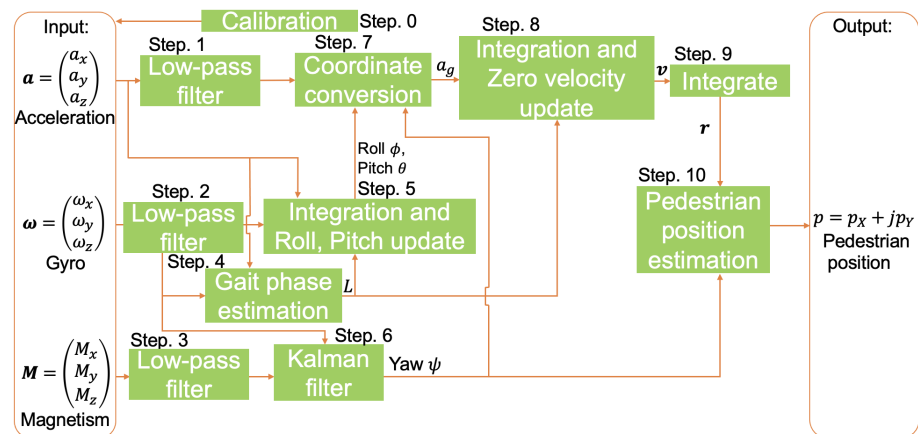 Input:
Calibration
Step. 0
Step. 1
Low-pass
filter
Step. 7
Coordinate
conversion
a_g
Step. 8
Integration and
Zero velocity
update
v
Step. 9
Integrate
r
Output:
a = (a_x a_y a_z)
Acceleration
Roll ϕ,
Pitch θ
Step. 2
Low-pass
filter
Step. 5
Integration and
Roll, Pitch update
Step. 10
Pedestrian
position
estimation
p = p_X + jp_Y
Pedestrian
position
ω = (ω_x ω_y ω_z)
Gyro
Step. 4
Gait phase
estimation
L
Step. 3
Low-pass
filter
Step. 6
Kalman
filter
Yaw ψ
M = (M_x M_y M_z)
Magnetism